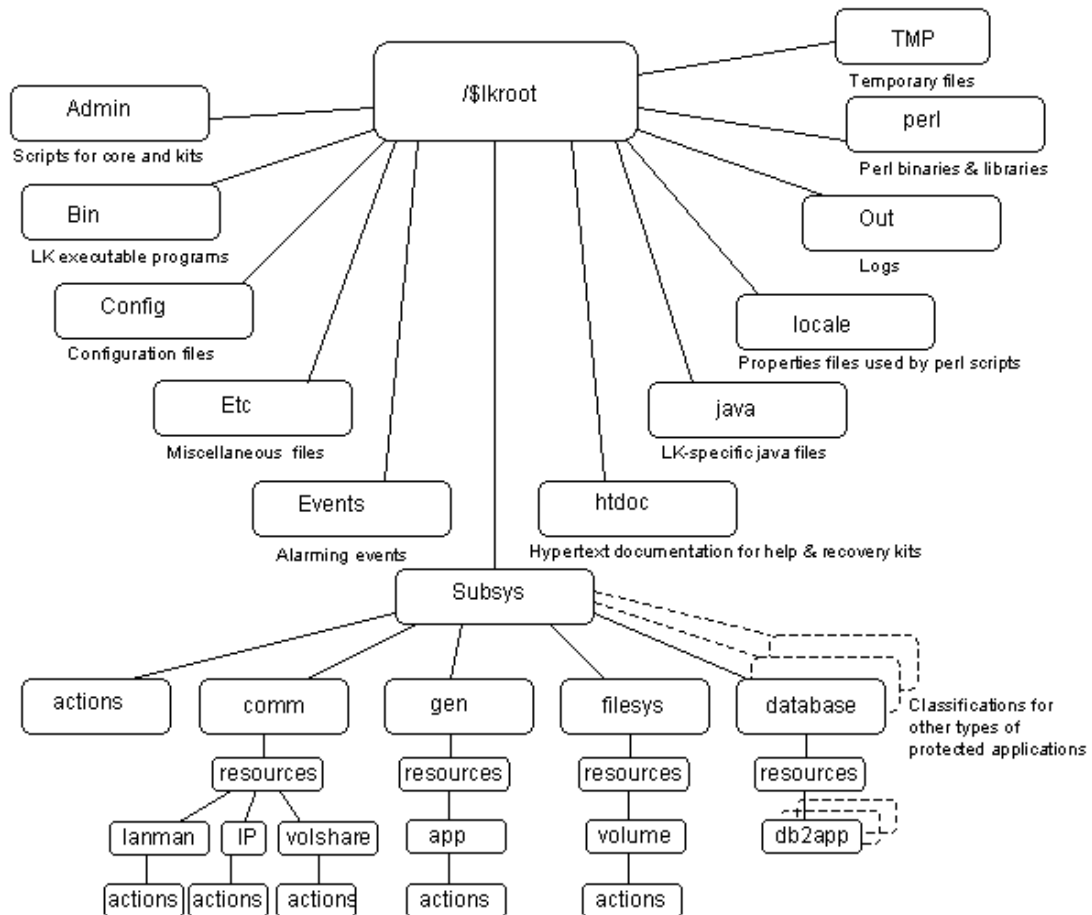 /$lkroot
TMP
Temporary files
Admin
Scripts for core and kits
perl
Perl binaries & libraries
Bin
LK executable programs
Out
Logs
Config
Configuration files
locale
Properties files used by perl scripts
Etc
Miscellaneous files
java
LK-specific java files
Events
Alarming events
htdoc
Hypertext documentation for help & recovery kits
Subsys
actions
comm
gen
filesys
database
Classifications for
other types of
protected applications
resources
resources
resources
resources
lanman
IP
volshare
app
volume
db2app
actions
actions
actions
actions
actions